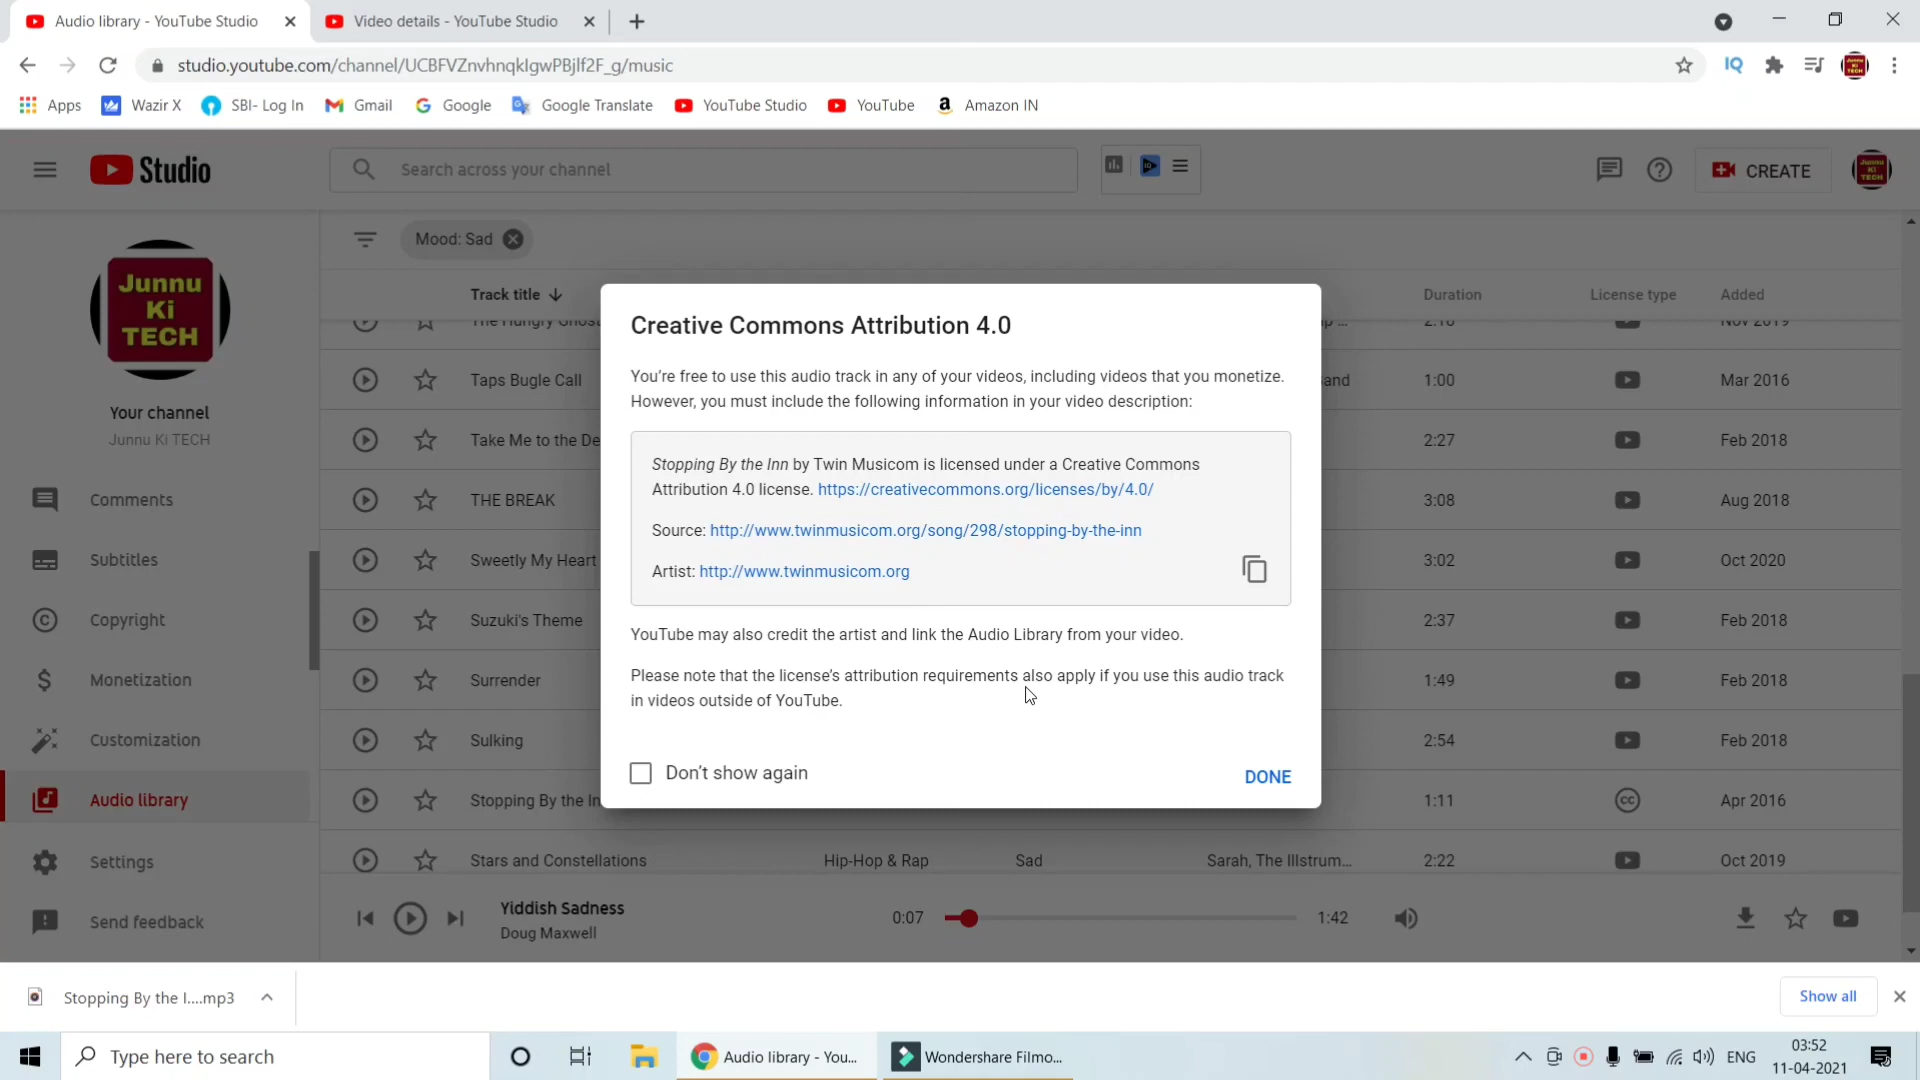 Audio library - YouTube Studio
Video details - YouTube Studio
studio.youtube.com/channel/UCBFVZnvhnqkIgwPBjlf2F_g/music
IQ
Apps
Wazir X
SBI- Log In
Gmail
Google
Google Translate
YouTube Studio
YouTube
Amazon IN
Studio
Search across your channel
CREATE
Junnu
Ki
TECH
Your channel
Junnu Ki TECH
Comments
Subtitles
Copyright
Monetization
Customization
Audio library
Settings
Send feedback
Mood: Sad
Track title
Duration
License type
Added
The Hungry Ghost
2:16
Nov 2019
Taps Bugle Call
and
1:00
Mar 2016
Take Me to the De
2:27
Feb 2018
THE BREAK
3:08
Aug 2018
Sweetly My Heart
3:02
Oct 2020
Suzuki's Theme
2:37
Feb 2018
Surrender
1:49
Feb 2018
Sulking
2:54
Feb 2018
Stopping By the In
1:11
cc
Apr 2016
Stars and Constellations
Hip-Hop & Rap
Sad
Sarah, The Illstrum...
2:22
Oct 2019
Creative Commons Attribution 4.0
You're free to use this audio track in any of your videos, including videos that you monetize.
However, you must include the following information in your video description:
Stopping By the Inn by Twin Musicom is licensed under a Creative Commons
Attribution 4.0 license. https://creativecommons.org/licenses/by/4.0/
Source: http://www.twinmusicom.org/song/298/stopping-by-the-inn
Artist: http://www.twinmusicom.org
YouTube may also credit the artist and link the Audio Library from your video.
Please note that the license's attribution requirements also apply if you use this audio track
in videos outside of YouTube.
Don't show again
DONE
Yiddish Sadness
Doug Maxwell
0:07
1:42
Stopping By the I....mp3
Show all
Type here to search
Audio library - You...
Wondershare Filmo...
ENG
03:52
11-04-2021